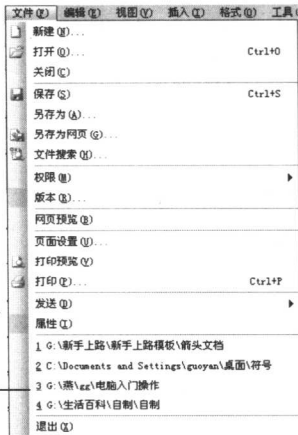 文件(F) 编辑(E) 视图(V) 插入(I) 格式(O) 工具
新建(N)...
打开(O)... Ctrl+O
关闭(C)
保存(S) Ctrl+S
另存为(A)...
另存为网页(G)...
文件搜索(H)...
权限(M)
版本(R)...
网页预览(B)
页面设置(U)...
打印预览(V)
打印(P)... Ctrl+P
发送(D)
属性(I)
1 G:\新手上路\新手上路模板\箭头文档
2 C:\Documents and Settings\guoyan\桌面\符号
3 G:\燕\gg\电脑入门操作
4 G:\生活百科\自制\自制
退出(X)